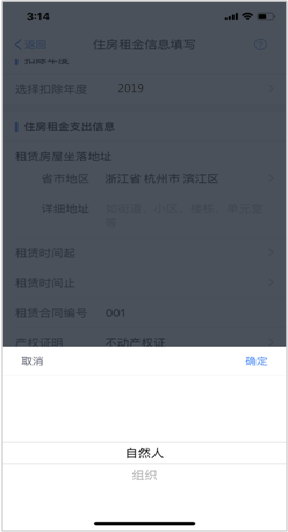 3:14
返回
住房租金信息填写
扣除年度
选择扣除年度 2019
住房租金支出信息
租赁房屋坐落地址
省市地区 浙江省 杭州市 滨江区
详细地址 如街道、小区、楼栋、单元室
等
租赁时间起
租赁时间止
租赁合同编号 001
产权证明 不动产权证
取消 确定
自然人
组织